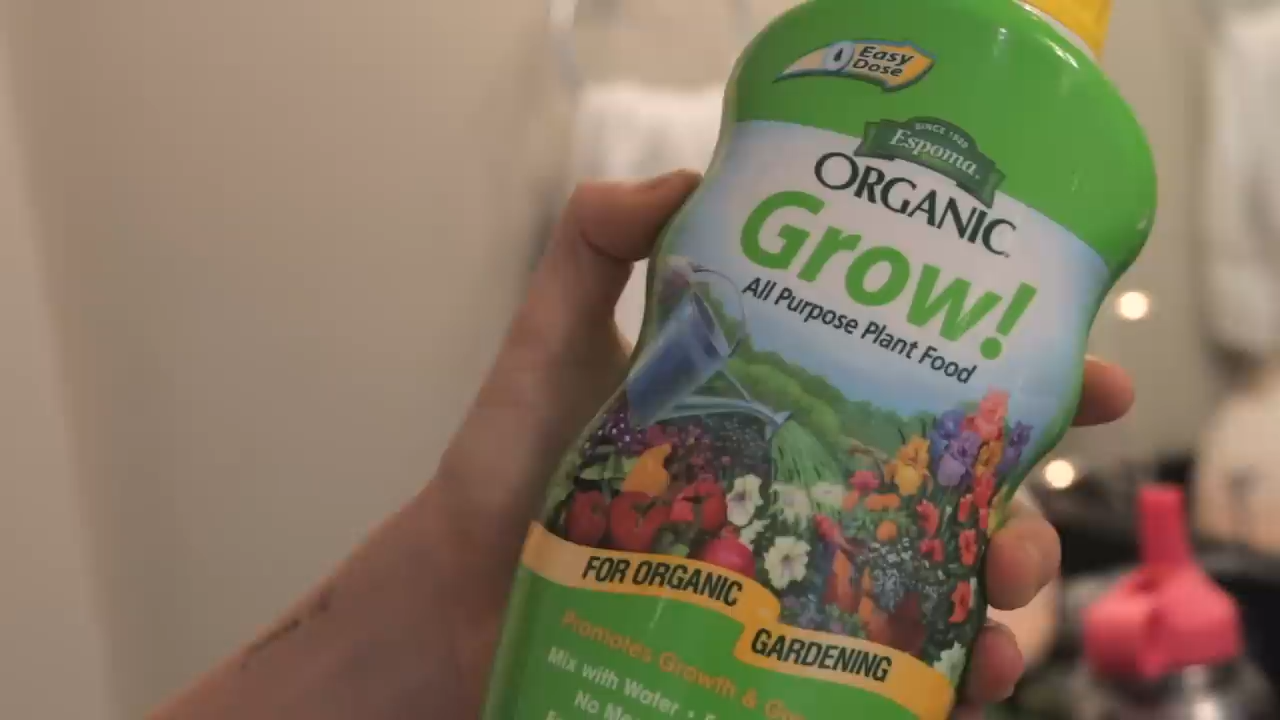 Easy
Dose
SINCE 1929
Espoma.
ORGANIC
Grow!
All Purpose Plant Food
FOR ORGANIC
GARDENING
Promotes Growth &
Mix with Water •
No